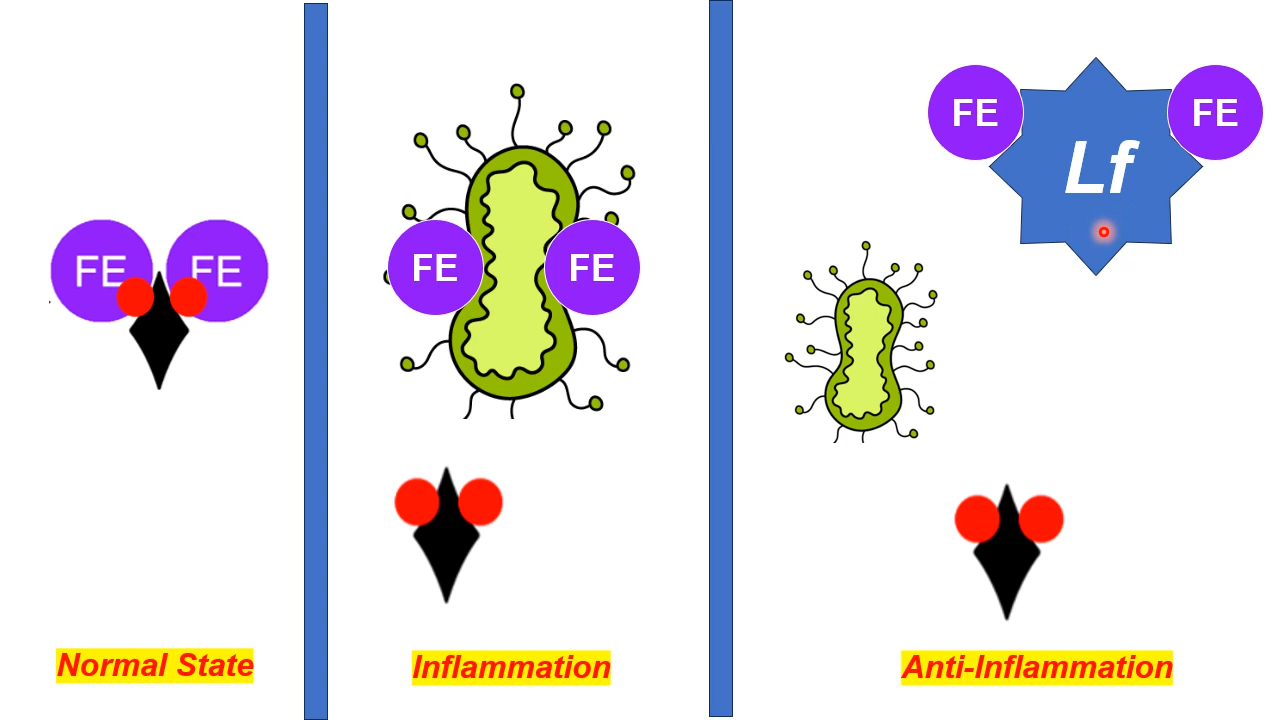 FE FE
Normal State
FE FE
Inflammation
FE Lf FE
Anti-Inflammation